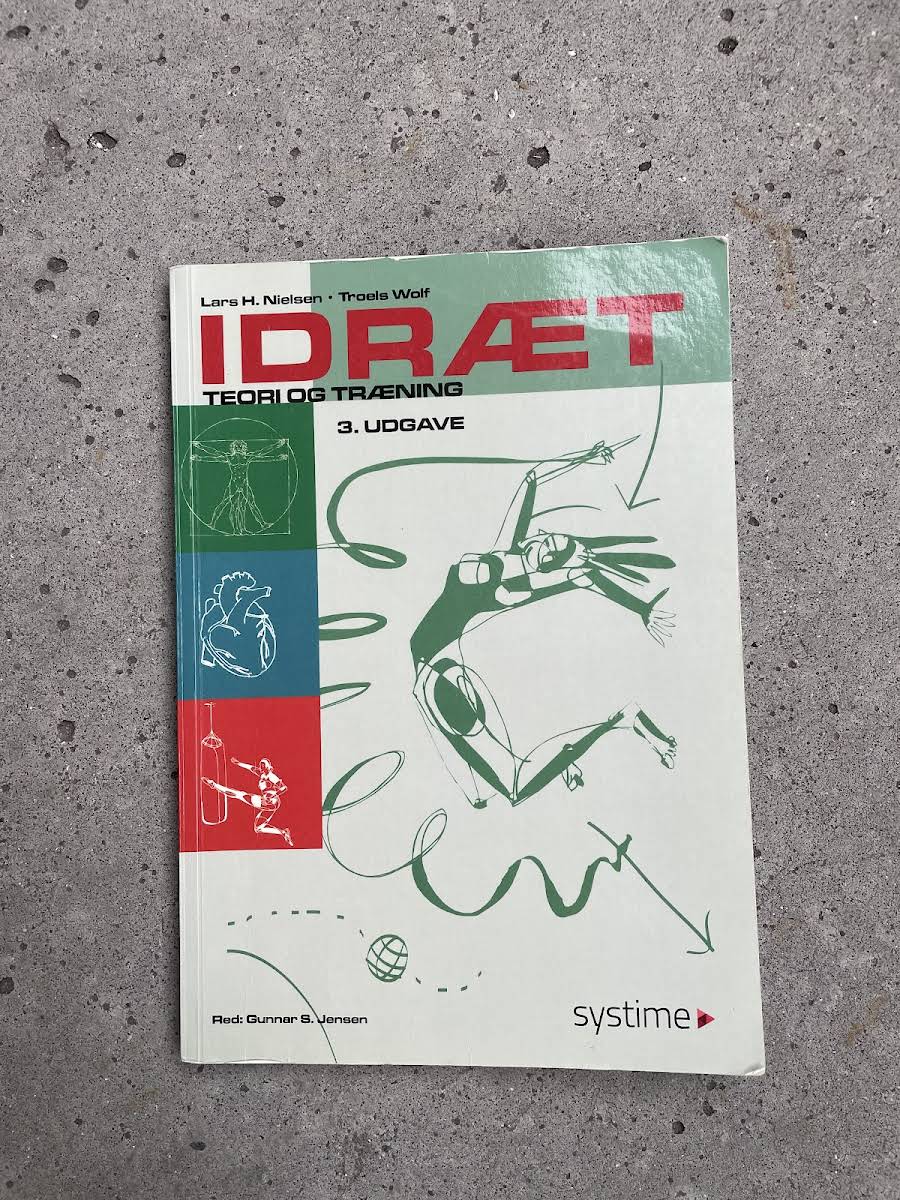 Lars H. Nielsen • Troels Wolf
IDRÆT
TEORI OG TRÆNING
3. UDGAVE
Red: Gunnar S. Jensen
systime